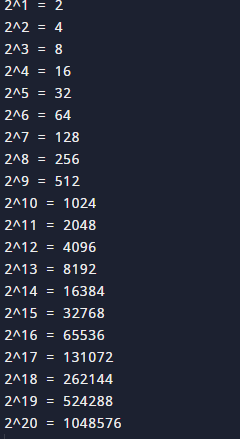 2^1 = 2
2^2 = 4
2^3 = 8
2^4 = 16
2^5 = 32
2^6 = 64
2^7 = 128
2^8 = 256
2^9 = 512
2^10 = 1024
2^11 = 2048
2^12 = 4096
2^13 = 8192
2^14 = 16384
2^15 = 32768
2^16 = 65536
2^17 = 131072
2^18 = 262144
2^19 = 524288
2^20 = 1048576